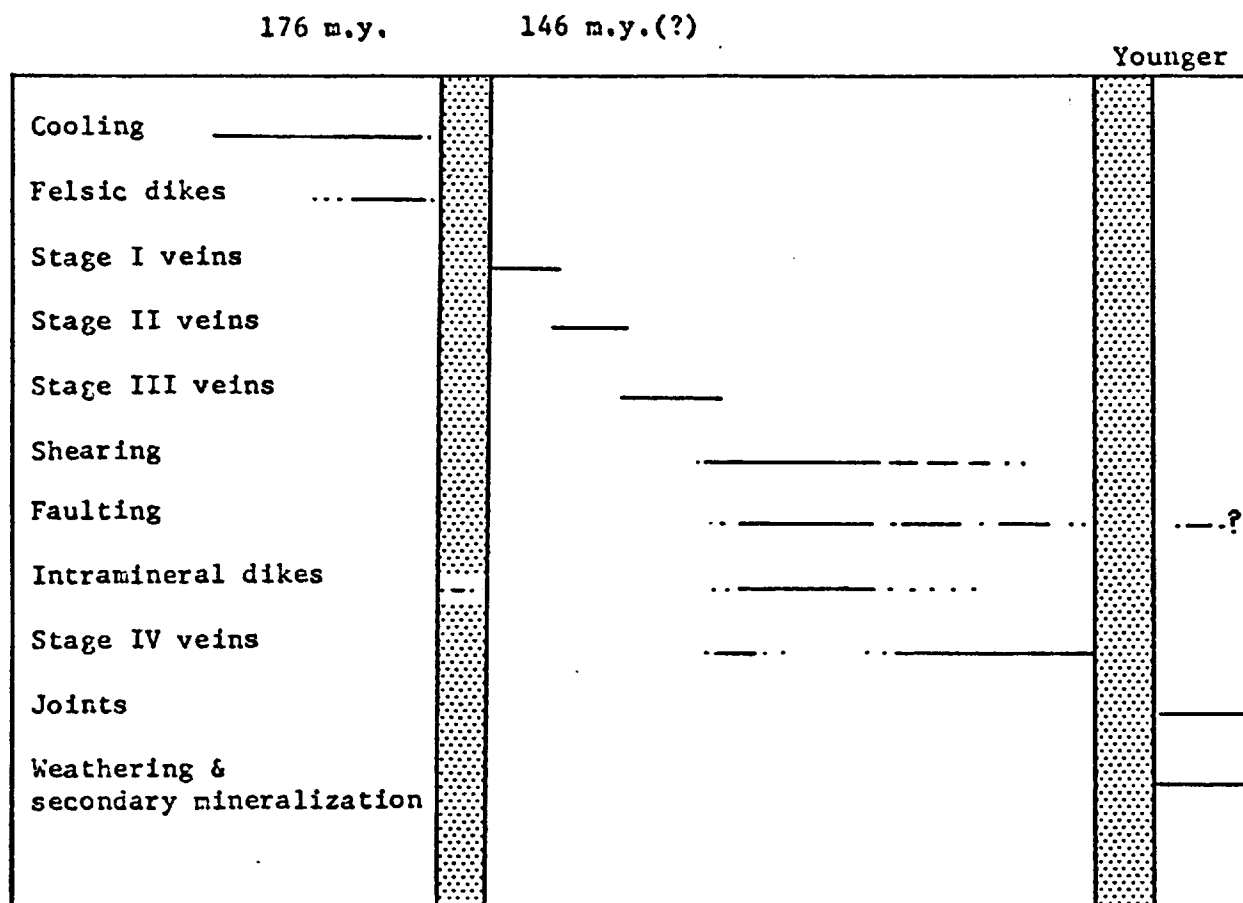 176 m.y. 146 m.y.(?)
Younger
Cooling
Felsic dikes
Stage I veins
Stage II veins
Stage III veins
Shearing
Faulting
?
Intramineral dikes
Stage IV veins
Joints
Weathering &
secondary mineralization